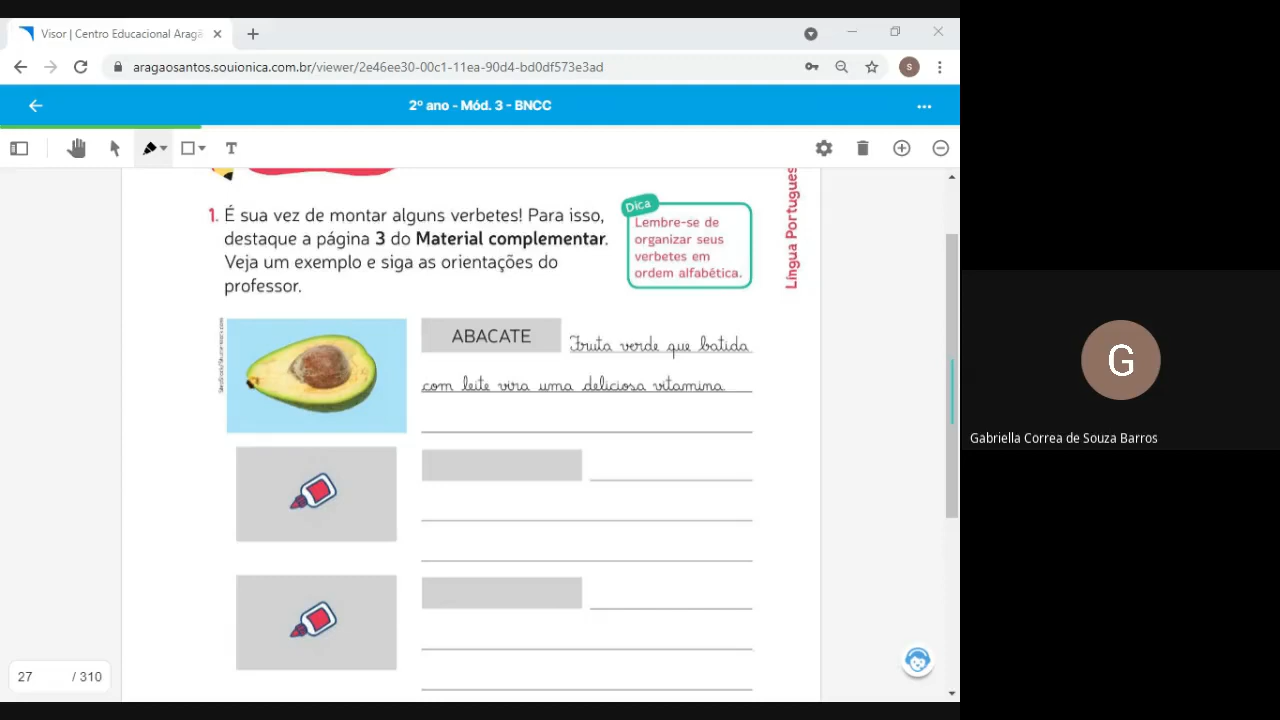 Visor | Centro Educacional Aragã
aragaosantos.souionica.com.br/viewer/2e46ee30-00c1-11ea-90d4-bd0df573e3ad
s
2º ano - Mód. 3 - BNCC
T
Língua Portugues
1. É sua vez de montar alguns verbetes! Para isso,
destaque a página 3 do Material complementar.
Veja um exemplo e siga as orientações do
professor.
Dica
Lembre-se de
organizar seus
verbetes em
ordem alfabética.
ABACATE Fruta verde que batida
com leite vira uma deliciosa vitamina
27 / 310
G
Gabriella Correa de Souza Barros